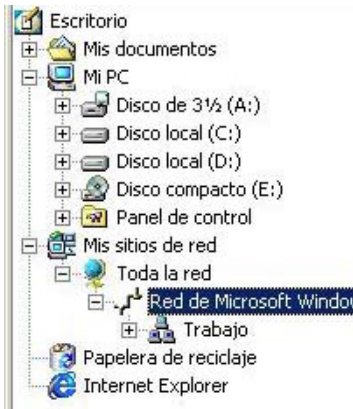 Escritorio
Mis documentos
Mi PC
Disco de 3½ (A:)
Disco local (C:)
Disco local (D:)
Disco compacto (E:)
Panel de control
Mis sitios de red
Toda la red
Red de Microsoft Windou
Trabajo
Papelera de reciclaje
Internet Explorer